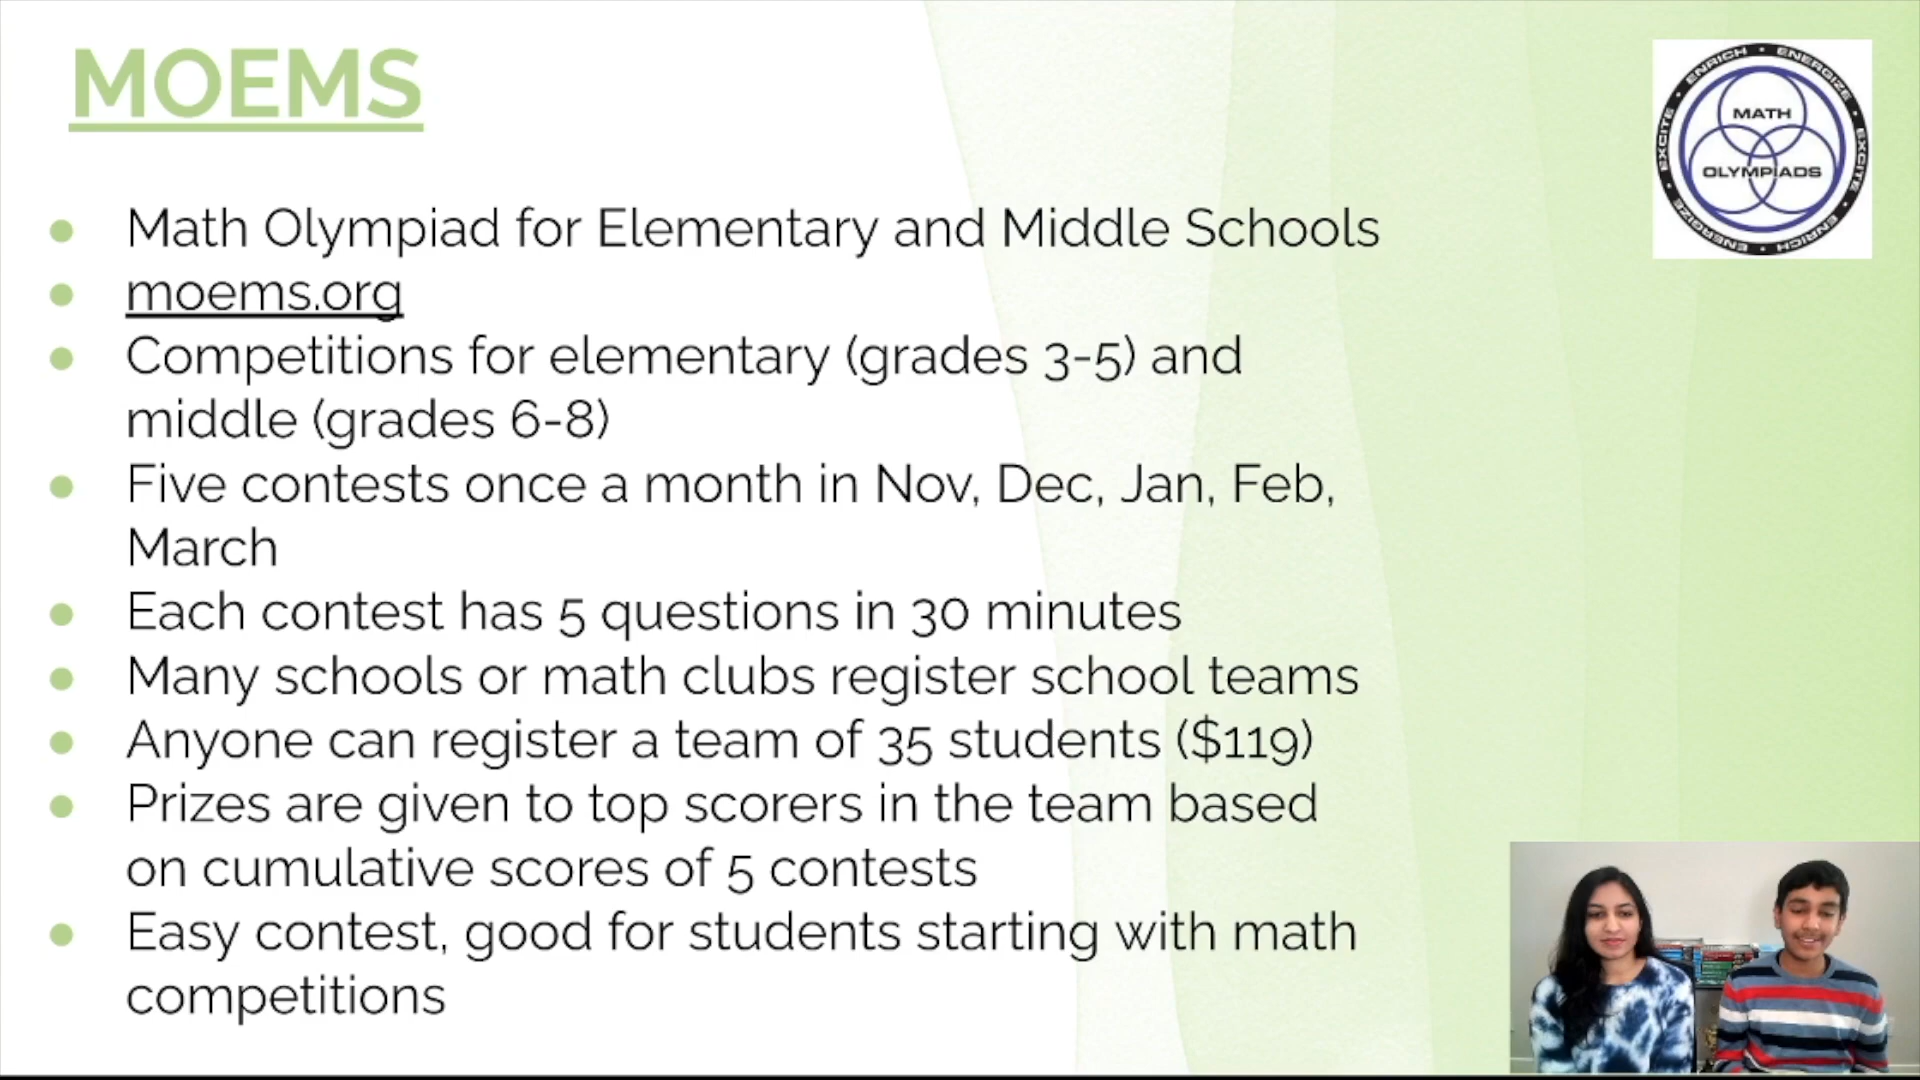 MOEMS
Math Olympiad for Elementary and Middle Schools
moems.org
Competitions for elementary (grades 3-5) and
middle (grades 6-8)
Five contests once a month in Nov, Dec, Jan, Feb,
March
Each contest has 5 questions in 30 minutes
Many schools or math clubs register school teams
Anyone can register a team of 35 students ($119)
Prizes are given to top scorers in the team based
on cumulative scores of 5 contests
Easy contest, good for students starting with math
competitions
ENRICH • ENERGIZE • EXCITE • ENRICH • ENERGIZE • EXCITE •
MATH
OLYMPIADS